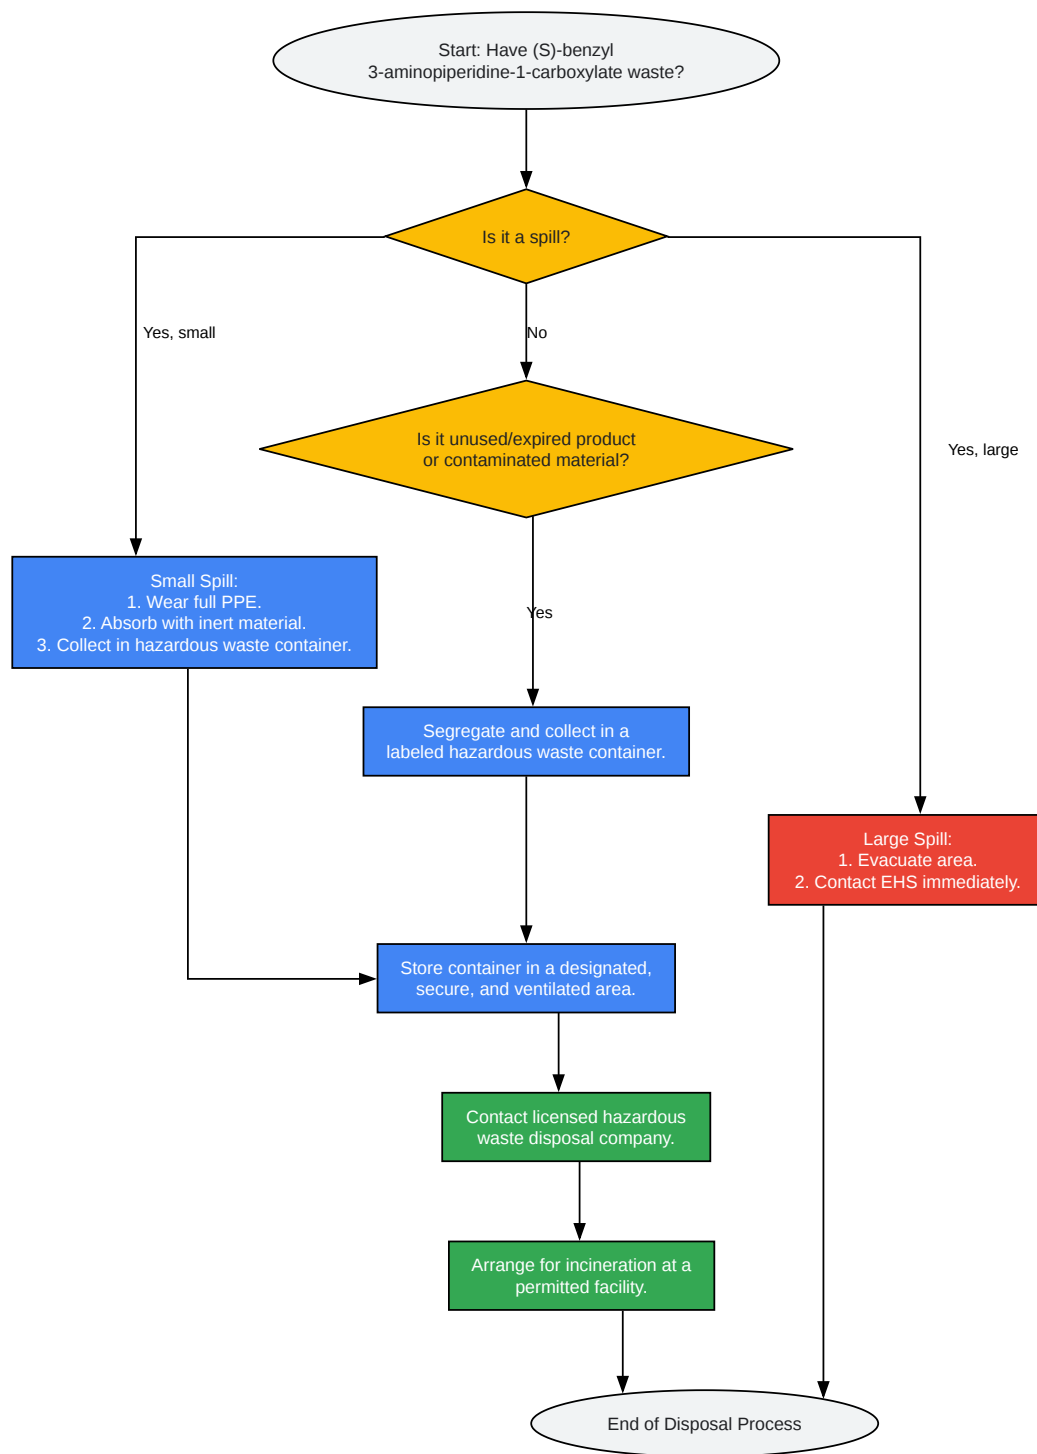 Start: Have (S)-benzyl
3-aminopiperidine-1-carboxylate waste?
Is it a spill?
Yes, small
No
Is it unused/expired product
or contaminated material?
Yes, large
Small Spill:
1. Wear full PPE.
2. Absorb with inert material.
3. Collect in hazardous waste container.
Yes
Segregate and collect in a
labeled hazardous waste container.
Large Spill:
1. Evacuate area.
2. Contact EHS immediately.
Store container in a designated,
secure, and ventilated area.
Contact licensed hazardous
waste disposal company.
Arrange for incineration at a
permitted facility.
End of Disposal Process